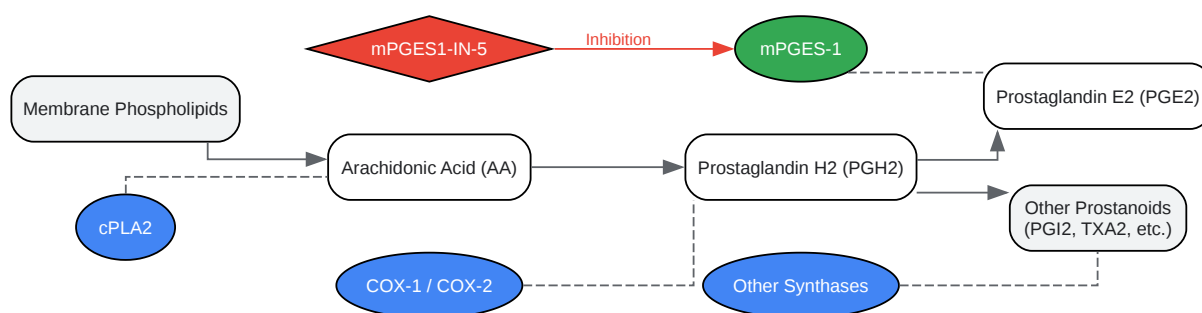 mPGES1-IN-5
Inhibition
mPGES-1
Membrane Phospholipids
Prostaglandin E2 (PGE2)
Arachidonic Acid (AA)
Prostaglandin H2 (PGH2)
cPLA2
Other Prostanoids
(PGI2, TXA2, etc.)
COX-1 / COX-2
Other Synthases